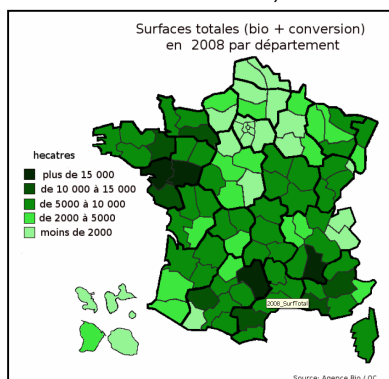 Surfaces totales (bio + conversion)
en 2008 par département
hecatres
plus de 15 000
de 10 000 à 15 000
de 5000 à 10 000
de 2000 à 5000
moins de 2000
2008_SurfTotal
Source: Agence Bio / OC